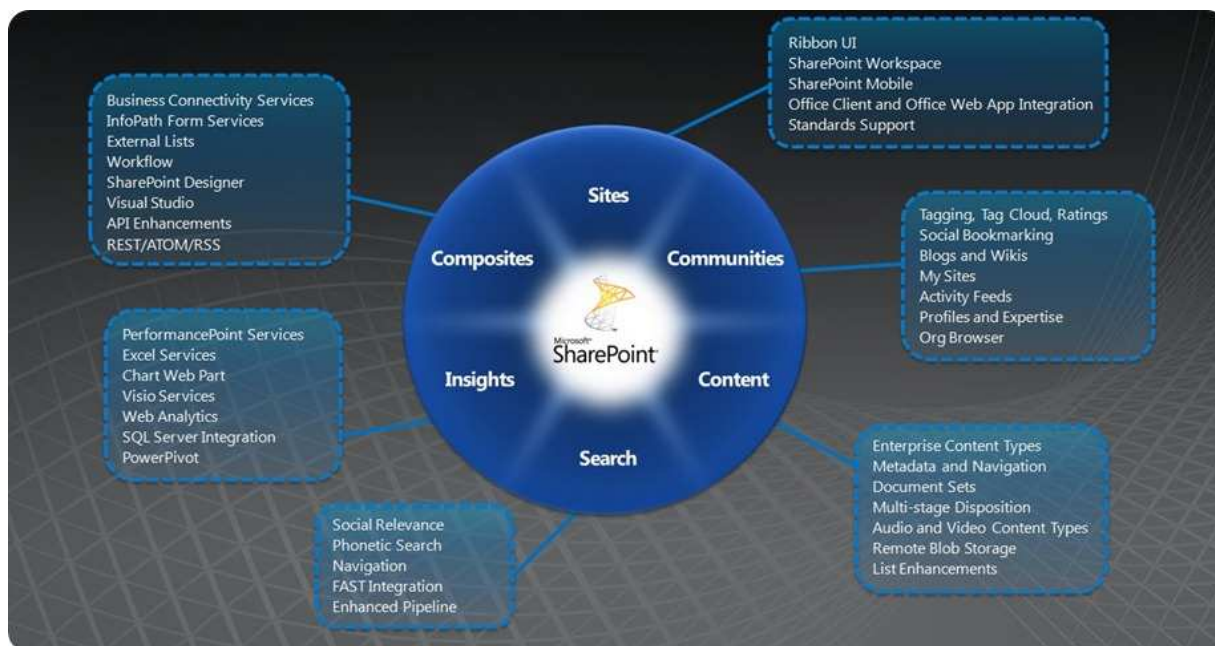 Ribbon UI
SharePoint Workspace
SharePoint Mobile
Office Client and Office Web App Integration
Standards Support
Business Connectivity Services
InfoPath Form Services
External Lists
Workflow
SharePoint Designer
Visual Studio
API Enhancements
REST/ATOM/RSS
Sites
Composites
Communities
Tagging, Tag Cloud, Ratings
Social Bookmarking
Blogs and Wikis
My Sites
Activity Feeds
Profiles and Expertise
Org Browser
Microsoft®
SharePoint
PerformancePoint Services
Excel Services
Chart Web Part
Visio Services
Web Analytics
SQL Server Integration
PowerPivot
Insights
Content
Search
Enterprise Content Types
Metadata and Navigation
Document Sets
Multi-stage Disposition
Audio and Video Content Types
Remote Blob Storage
List Enhancements
Social Relevance
Phonetic Search
Navigation
FAST Integration
Enhanced Pipeline